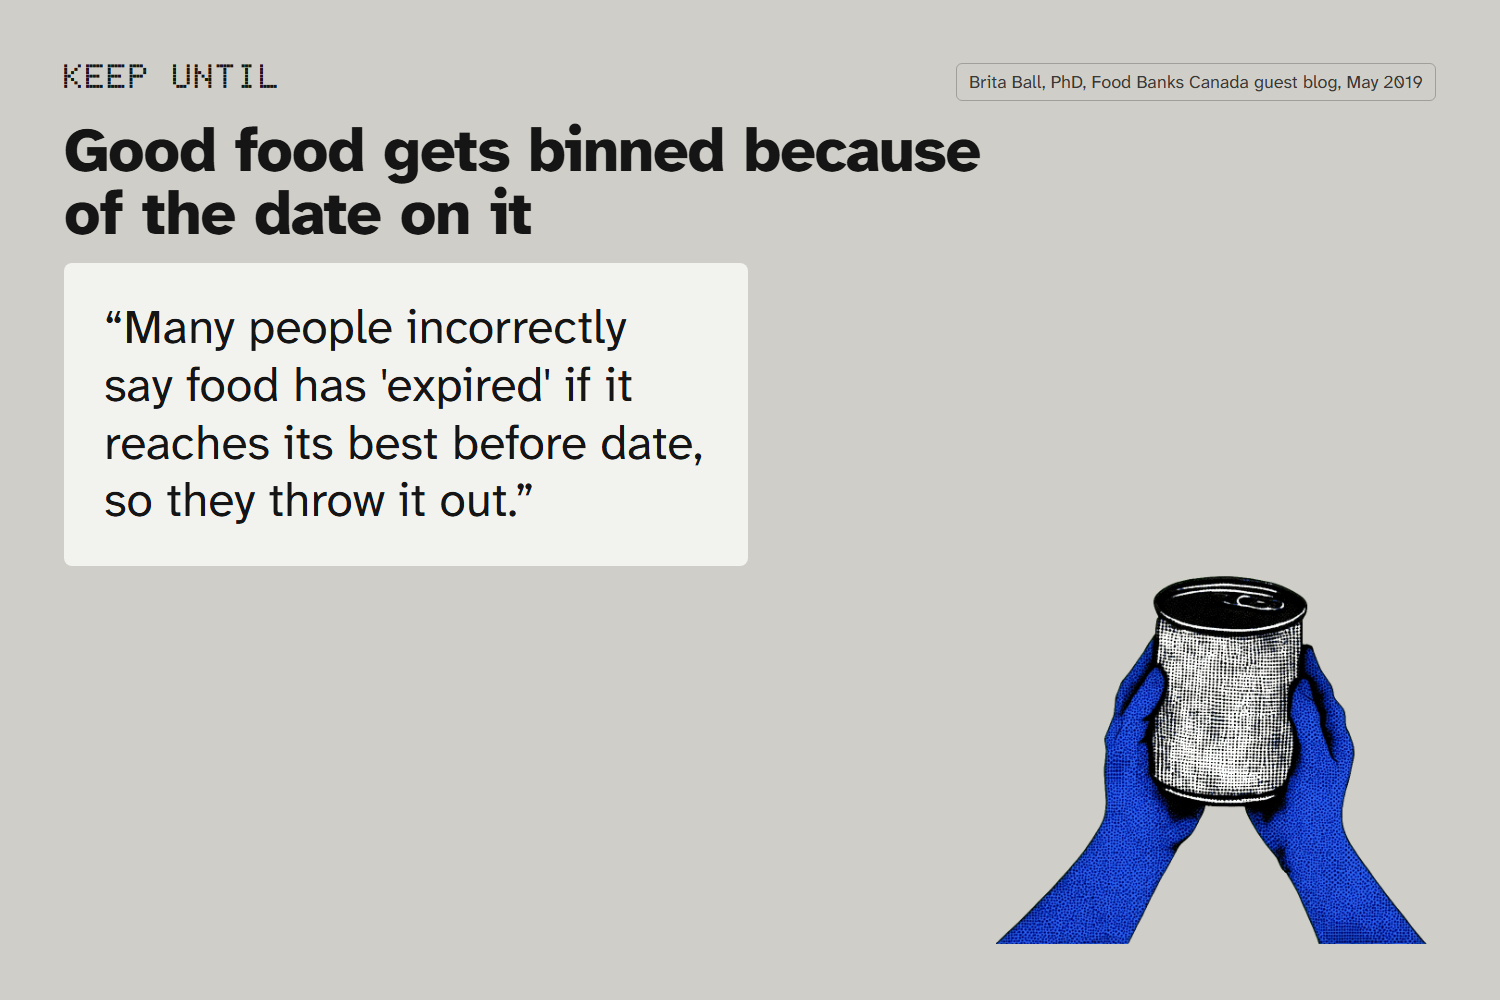 KEEP UNTIL
Brita Ball, PhD, Food Banks Canada guest blog, May 2019
Good food gets binned because
of the date on it
“Many people incorrectly
say food has 'expired' if it
reaches its best before date,
so they throw it out.”